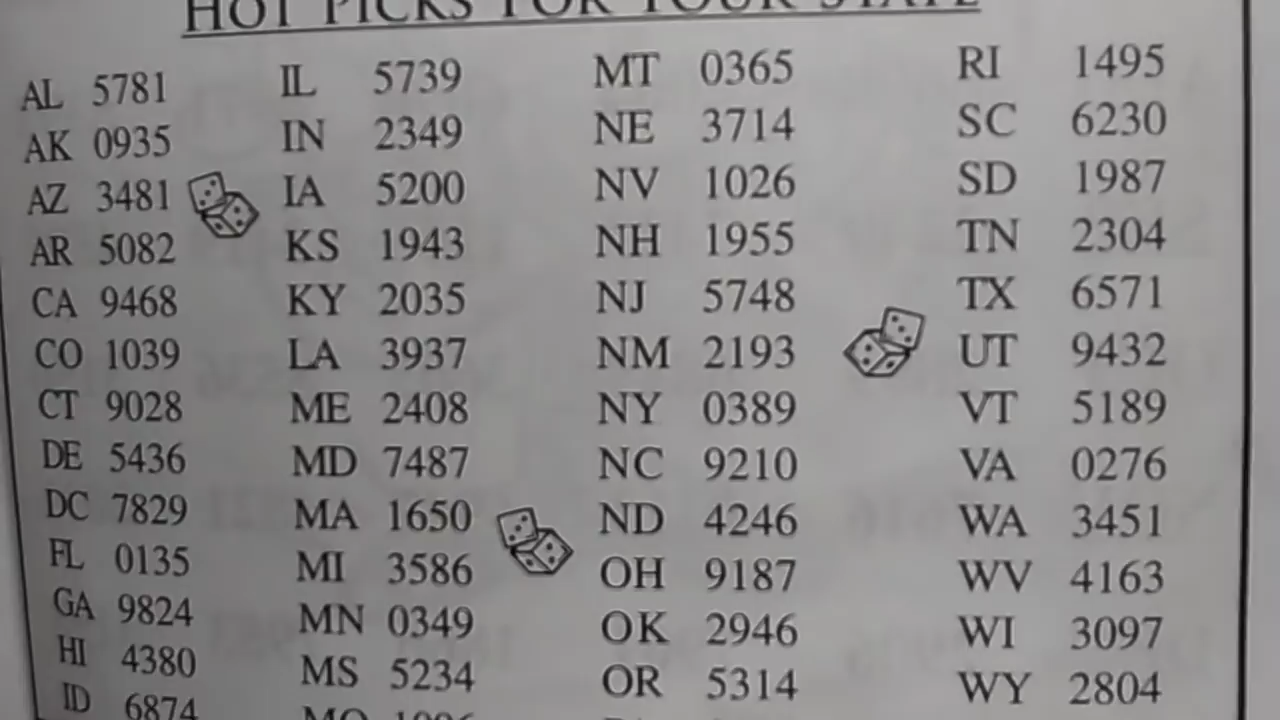 HOT PICKS FOR YOUR STATE
AL 5781
AK 0935
AZ 3481
AR 5082
CA 9468
CO 1039
CT 9028
DE 5436
DC 7829
FL 0135
GA 9824
HI 4380
ID 6874
IL 5739
IN 2349
IA 5200
KS 1943
KY 2035
LA 3937
ME 2408
MD 7487
MA 1650
MI 3586
MN 0349
MS 5234
MO
MT 0365
NE 3714
NV 1026
NH 1955
NJ 5748
NM 2193
NY 0389
NC 9210
ND 4246
OH 9187
OK 2946
OR 5314
RI 1495
SC 6230
SD 1987
TN 2304
TX 6571
UT 9432
VT 5189
VA 0276
WA 3451
WV 4163
WI 3097
WY 2804